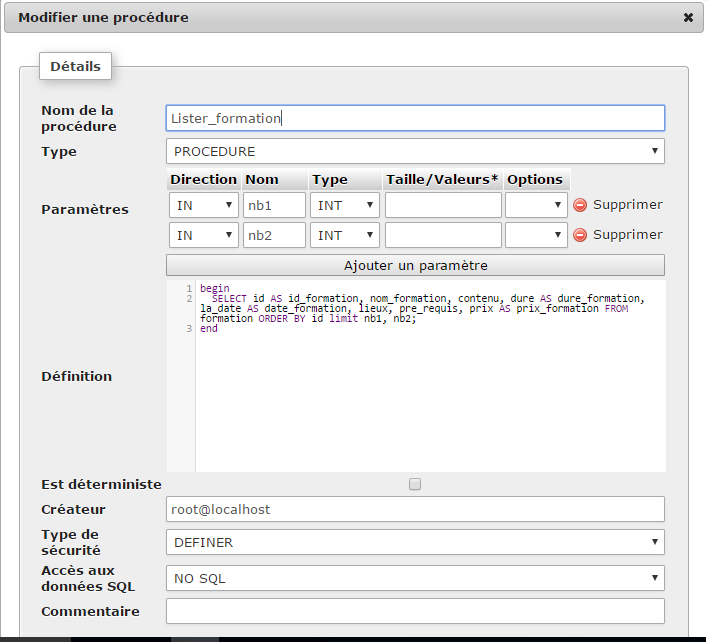 Modifier une procédure ✖
Détails
Nom de la
procédure
Lister_formation
Type
PROCEDURE
Direction Nom Type Taille/Valeurs* Options
Paramètres
IN nb1 INT Supprimer
IN nb2 INT Supprimer
Ajouter un paramètre
Définition
1 begin
2 SELECT id AS id_formation, nom_formation, contenu, dure AS dure_formation,
la_date AS date_formation, lieux, pre_requis, prix AS prix_formation FROM
formation ORDER BY id limit nb1, nb2;
3 end
Est déterministe
Créateur
root@localhost
Type de
sécurité
DEFINER
Accès aux
données SQL
NO SQL
Commentaire